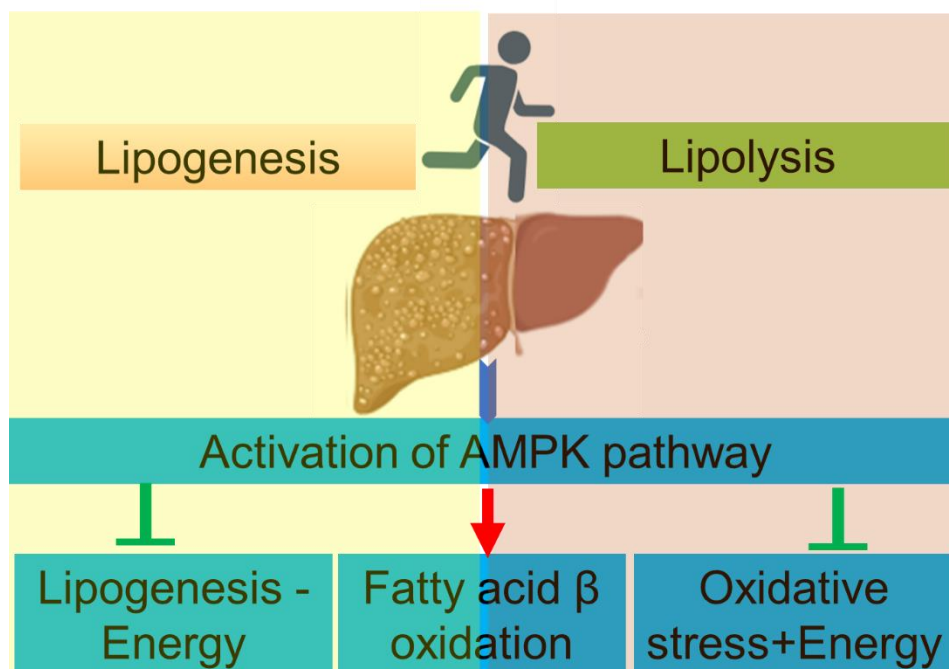 Lipogenesis
Lipolysis
Activation of AMPK pathway
Lipogenesis -
Energy
Fatty acid β
oxidation
Oxidative
stress+Energy